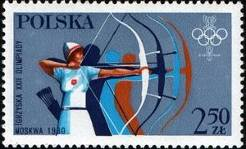 POLSKA
IGRZYSKA XXII OLIMPIADY
MOSKWA 1980
2.50
ZŁ